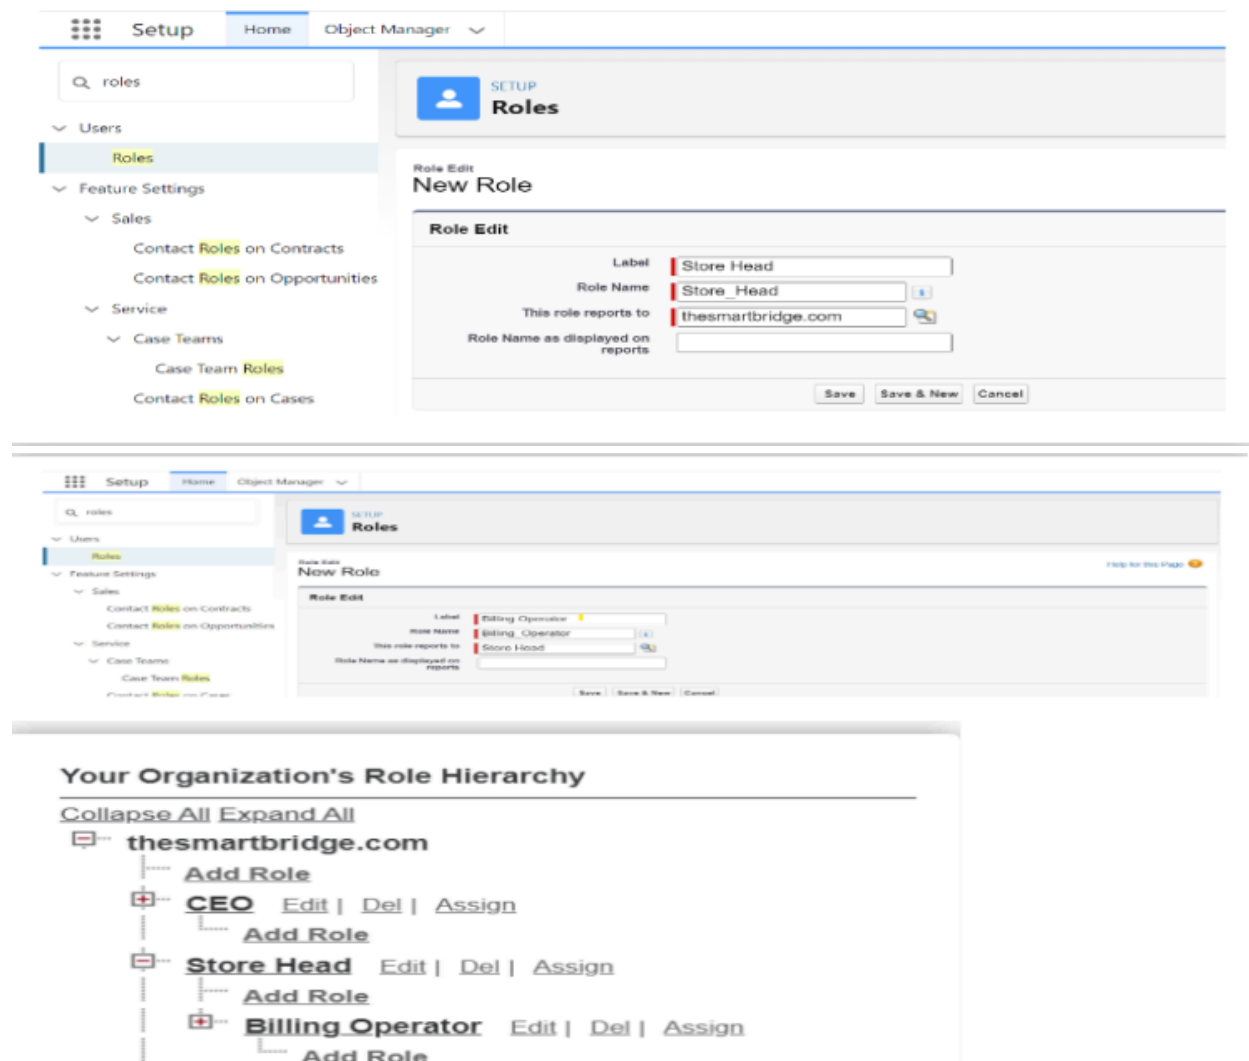 Setup Home Object Manager
roles
SETUP
Roles
Users
Roles
Feature Settings
Sales
Contact Roles on Contracts
Contact Roles on Opportunities
Service
Case Teams
Case Team Roles
Contact Roles on Cases
Role Edit
New Role
Role Edit
Label Store Head
Role Name Store_Head
This role reports to thesmartbridge.com
Role Name as displayed on
reports
Save Save & New Cancel
Setup Home Object Manager
roles
SETUP
Roles
Users
Roles
Feature Settings
Sales
Contact Roles on Contracts
Contact Roles on Opportunities
Service
Case Teams
Case Team Roles
Contact Roles on Cases
Role Edit
New Role
Help for this Page
Role Edit
Label Billing Operator
Role Name Billing_Operator
This role reports to Store Head
Role Name as displayed on
reports
Save Save & New Cancel
Your Organization's Role Hierarchy
Collapse All Expand All
thesmartbridge.com
Add Role
CEO Edit | Del | Assign
Add Role
Store Head Edit | Del | Assign
Add Role
Billing Operator Edit | Del | Assign
Add Role